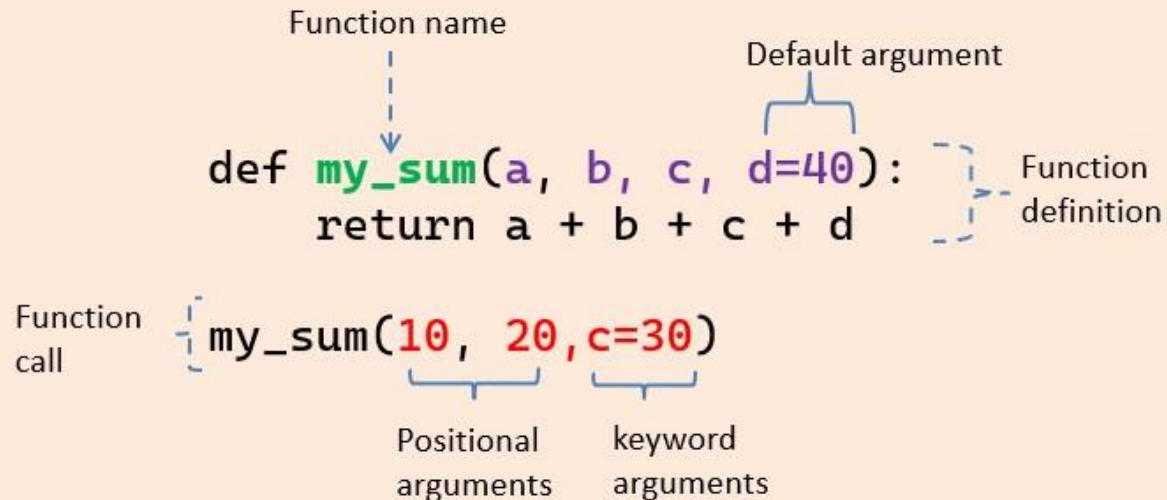 Function name
Default argument
def my_sum(a, b, c, d=40):
return a + b + c + d
Function
definition
Function
call
my_sum(10, 20,c=30)
Positional
arguments
keyword
arguments